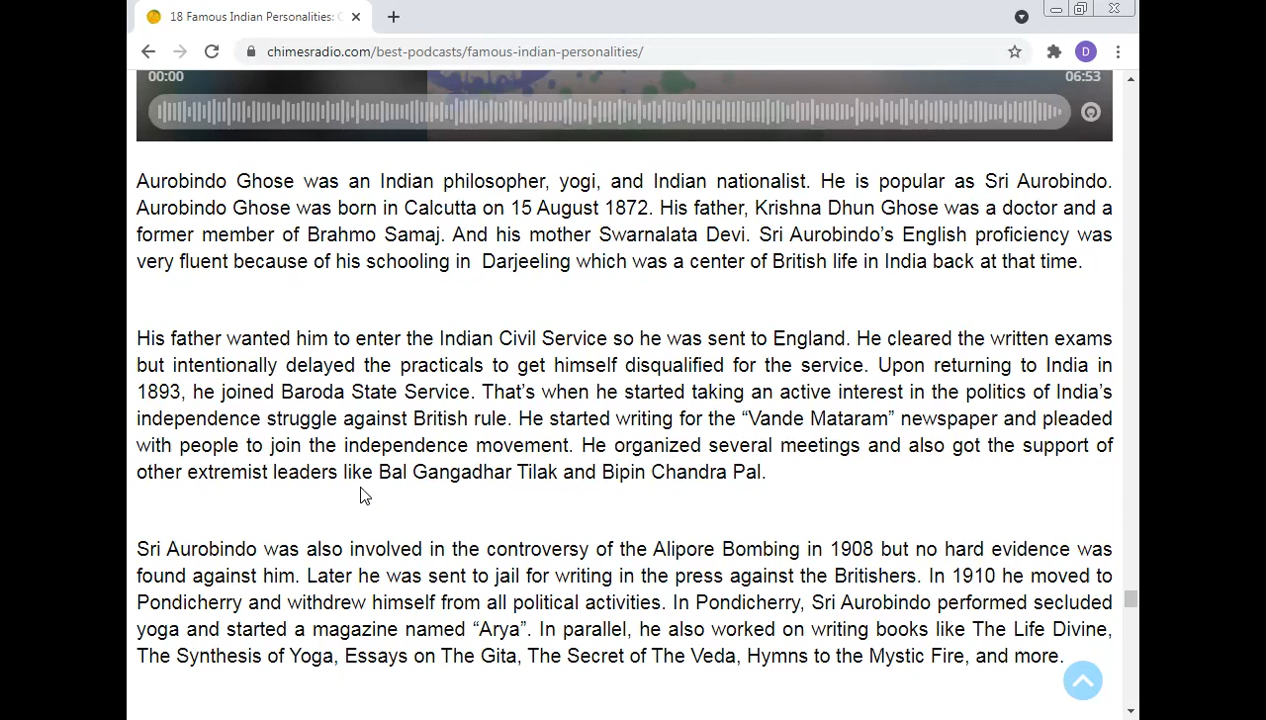 18 Famous Indian Personalities:
chimesradio.com/best-podcasts/famous-indian-personalities/
D
00:00
06:53
Aurobindo Ghose was an Indian philosopher, yogi, and Indian nationalist. He is popular as Sri Aurobindo.
Aurobindo Ghose was born in Calcutta on 15 August 1872. His father, Krishna Dhun Ghose was a doctor and a
former member of Brahmo Samaj. And his mother Swarnalata Devi. Sri Aurobindo’s English proficiency was
very fluent because of his schooling in  Darjeeling which was a center of British life in India back at that time.
His father wanted him to enter the Indian Civil Service so he was sent to England. He cleared the written exams
but intentionally delayed the practicals to get himself disqualified for the service. Upon returning to India in
1893, he joined Baroda State Service. That’s when he started taking an active interest in the politics of India’s
independence struggle against British rule. He started writing for the “Vande Mataram” newspaper and pleaded
with people to join the independence movement. He organized several meetings and also got the support of
other extremist leaders like Bal Gangadhar Tilak and Bipin Chandra Pal.
Sri Aurobindo was also involved in the controversy of the Alipore Bombing in 1908 but no hard evidence was
found against him. Later he was sent to jail for writing in the press against the Britishers. In 1910 he moved to
Pondicherry and withdrew himself from all political activities. In Pondicherry, Sri Aurobindo performed secluded
yoga and started a magazine named “Arya”. In parallel, he also worked on writing books like The Life Divine,
The Synthesis of Yoga, Essays on The Gita, The Secret of The Veda, Hymns to the Mystic Fire, and more.